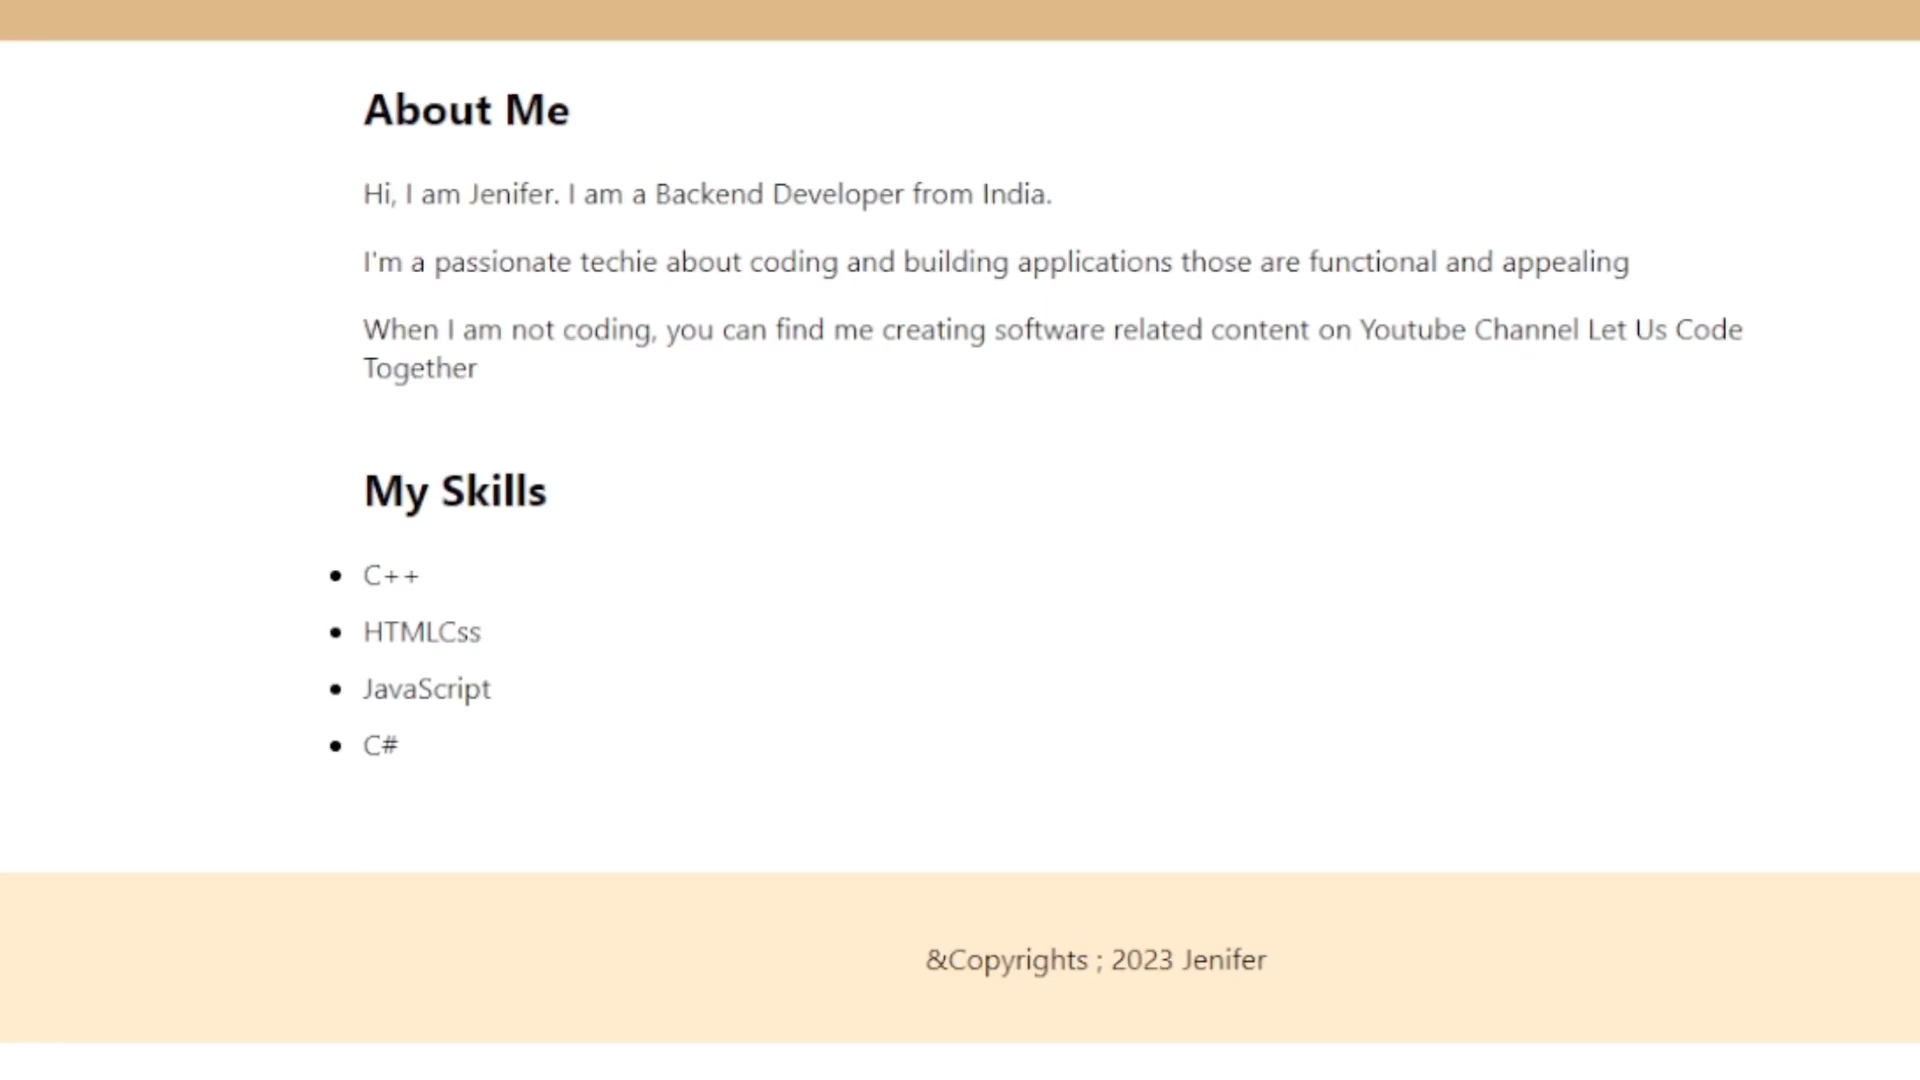 About Me
Hi, I am Jenifer. I am a Backend Developer from India.
I'm a passionate techie about coding and building applications those are functional and appealing
When I am not coding, you can find me creating software related content on Youtube Channel Let Us Code
Together
My Skills
• C++
• HTMLCss
• JavaScript
• C#
&Copyrights ; 2023 Jenifer